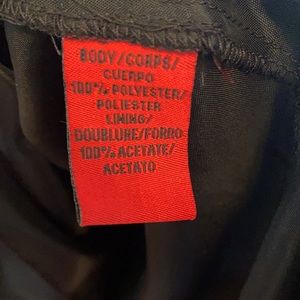 BODY/CORPS/
CUERPO
100% POLYESTER/
POLIESTER
LINING/
DOUBLURE/FORRO
100% ACETATE/
ACETATO